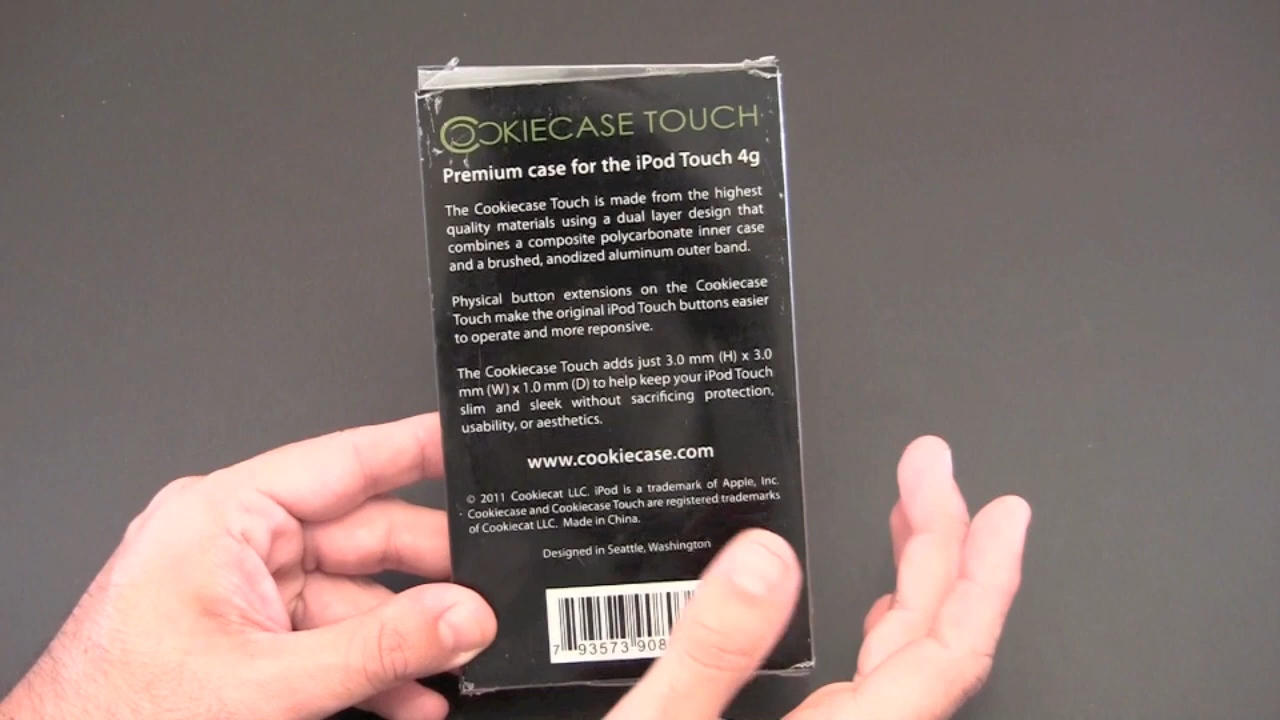 COOKIECASE TOUCH
Premium case for the iPod Touch 4g
The Cookiecase Touch is made from the highest
quality materials using a dual layer design that
combines a composite polycarbonate inner case
and a brushed, anodized aluminum outer band.
Physical button extensions on the Cookiecase
Touch make the original iPod Touch buttons easier
to operate and more reponsive.
The Cookiecase Touch adds just 3.0 mm (H) x 3.0
mm (W) x 1.0 mm (D) to help keep your iPod Touch
slim and sleek without sacrificing protection,
usability, or aesthetics.
www.cookiecase.com
© 2011 Cookiecat LLC. iPod is a trademark of Apple, Inc.
Cookiecase and Cookiecase Touch are registered trademarks
of Cookiecat LLC. Made in China.
Designed in Seattle, Washington
7 93573 908